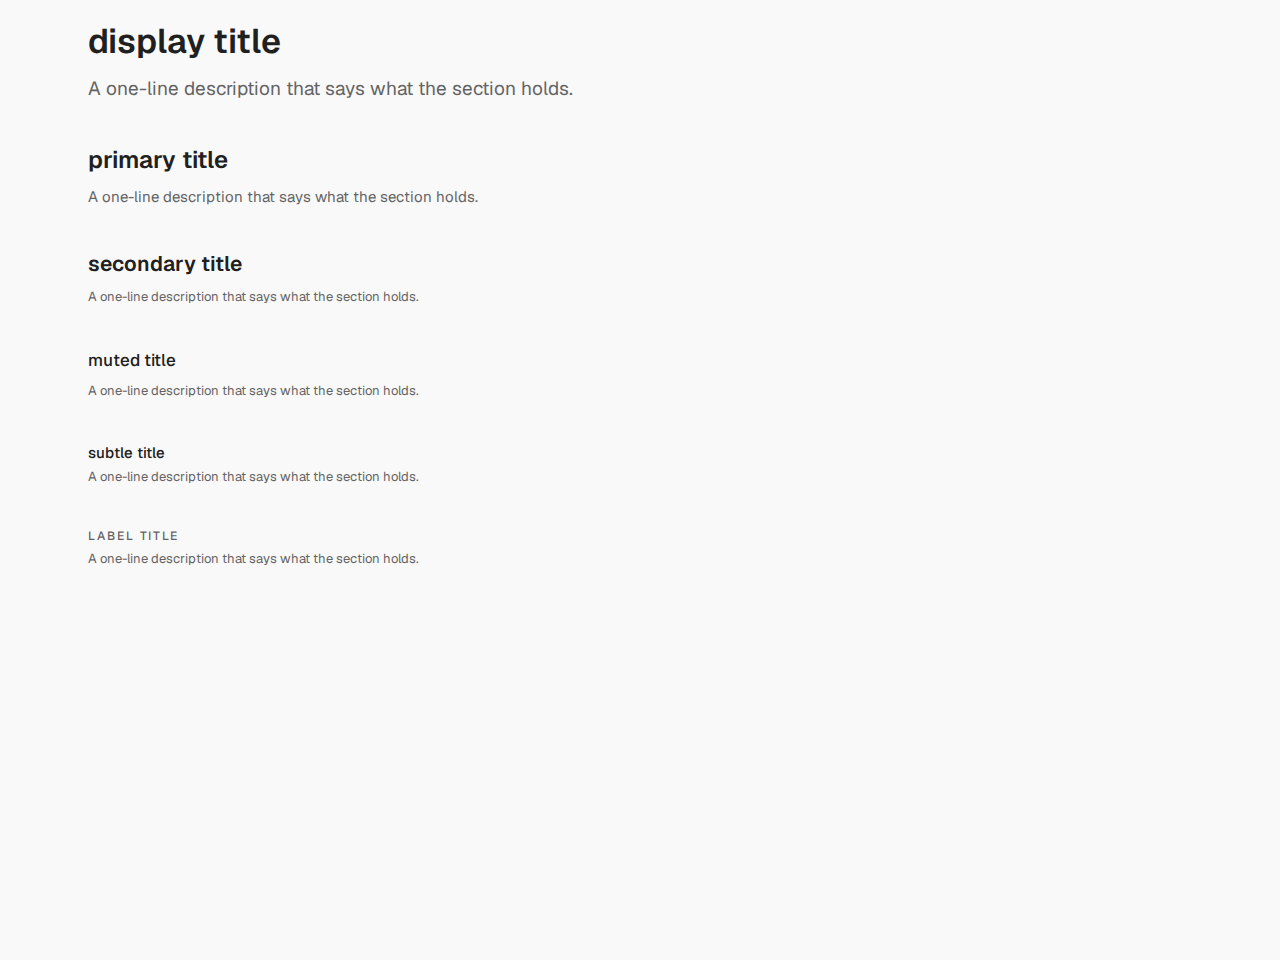 display title
A one-line description that says what the section holds.
primary title
A one-line description that says what the section holds.
secondary title
A one-line description that says what the section holds.
muted title
A one-line description that says what the section holds.
subtle title
A one-line description that says what the section holds.
LABEL TITLE
A one-line description that says what the section holds.